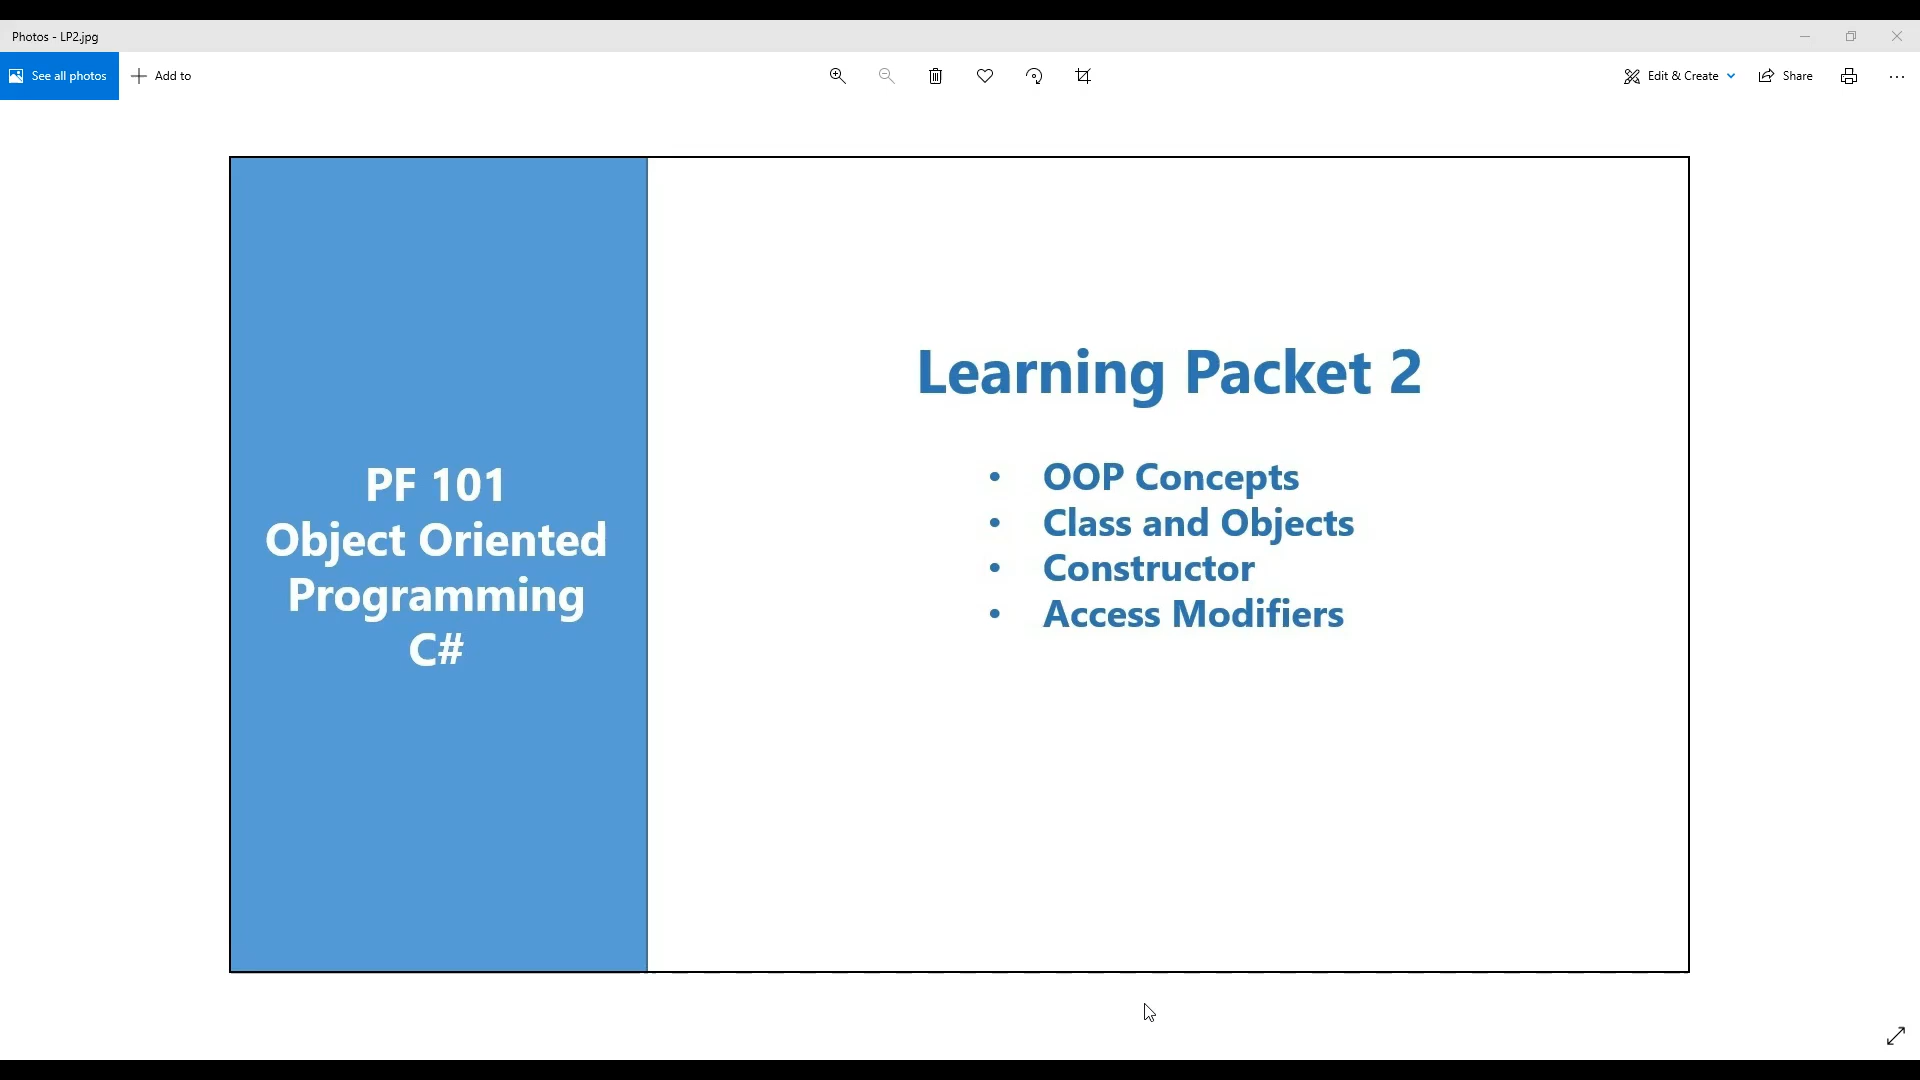 Photos - LP2.jpg
See all photos
Add to
Edit & Create
Share
PF 101
Object Oriented
Programming
C#
Learning Packet 2
• OOP Concepts
• Class and Objects
• Constructor
• Access Modifiers